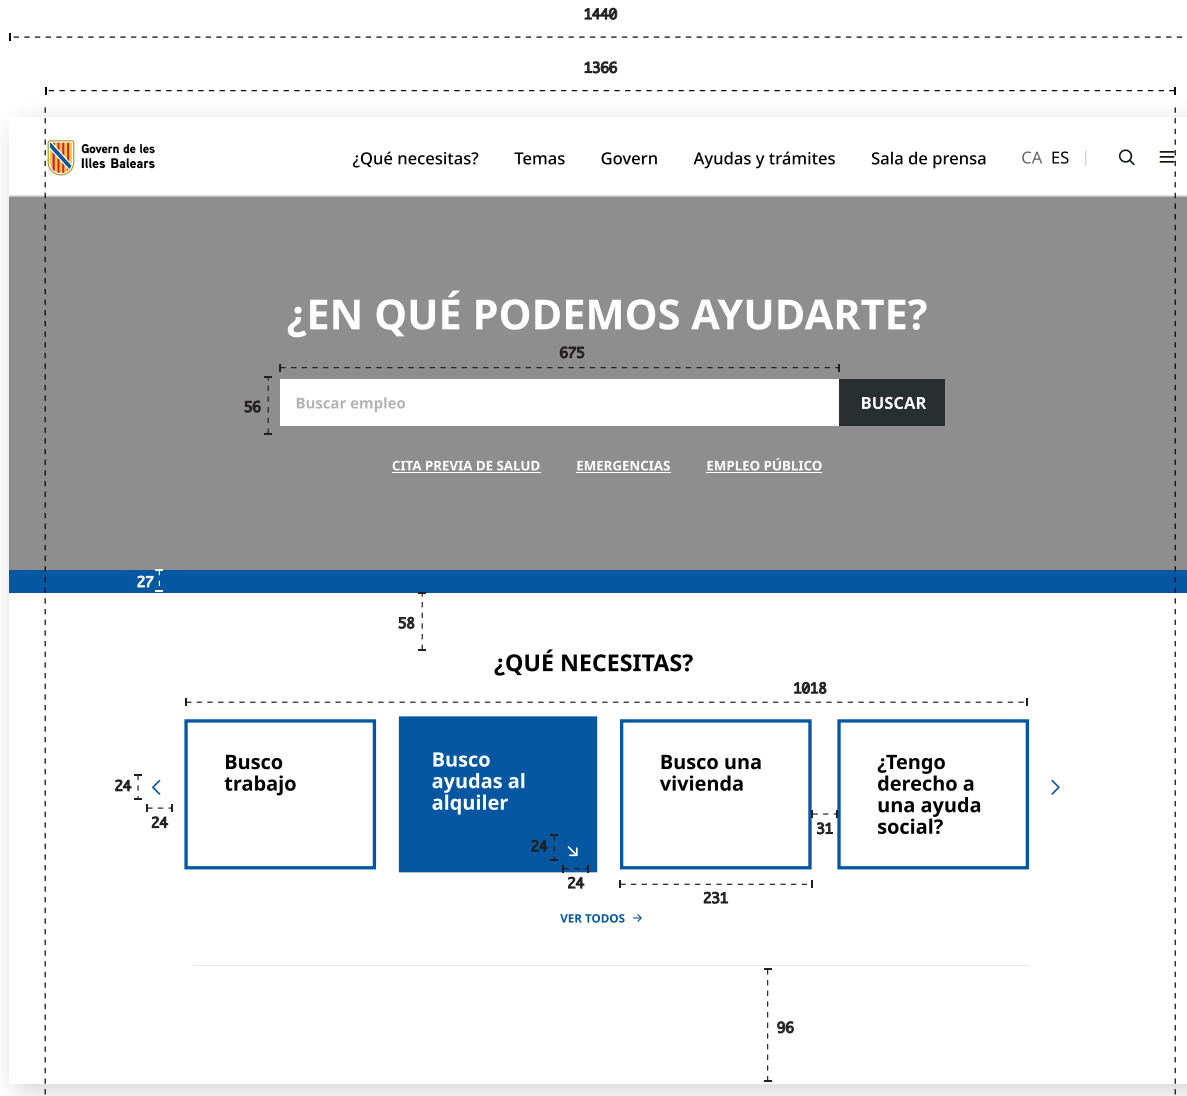 1440
1366
Govern de les
Illes Balears
¿Qué necesitas? Temas Govern Ayudas y trámites Sala de prensa CA ES
¿EN QUÉ PODEMOS AYUDARTE?
675
56
Buscar empleo
BUSCAR
CITA PREVIA DE SALUD EMERGENCIAS EMPLEO PÚBLICO
27
58
¿QUÉ NECESITAS?
1018
Busco
trabajo
Busco
ayudas al
alquiler
Busco una
vivienda
¿Tengo
derecho a
una ayuda
social?
24
24
24
24
31
231
VER TODOS
96